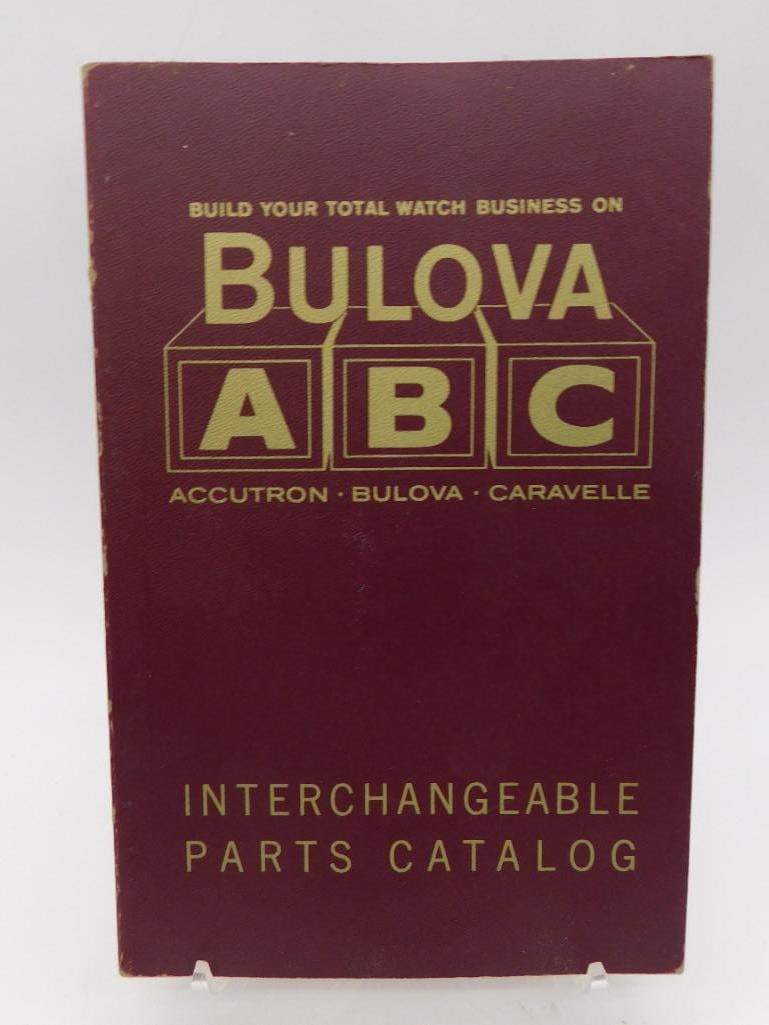 BUILD YOUR TOTAL WATCH BUSINESS ON
BULOVA
A B C
ACCUTRON · BULOVA · CARAVELLE
INTERCHANGEABLE
PARTS CATALOG